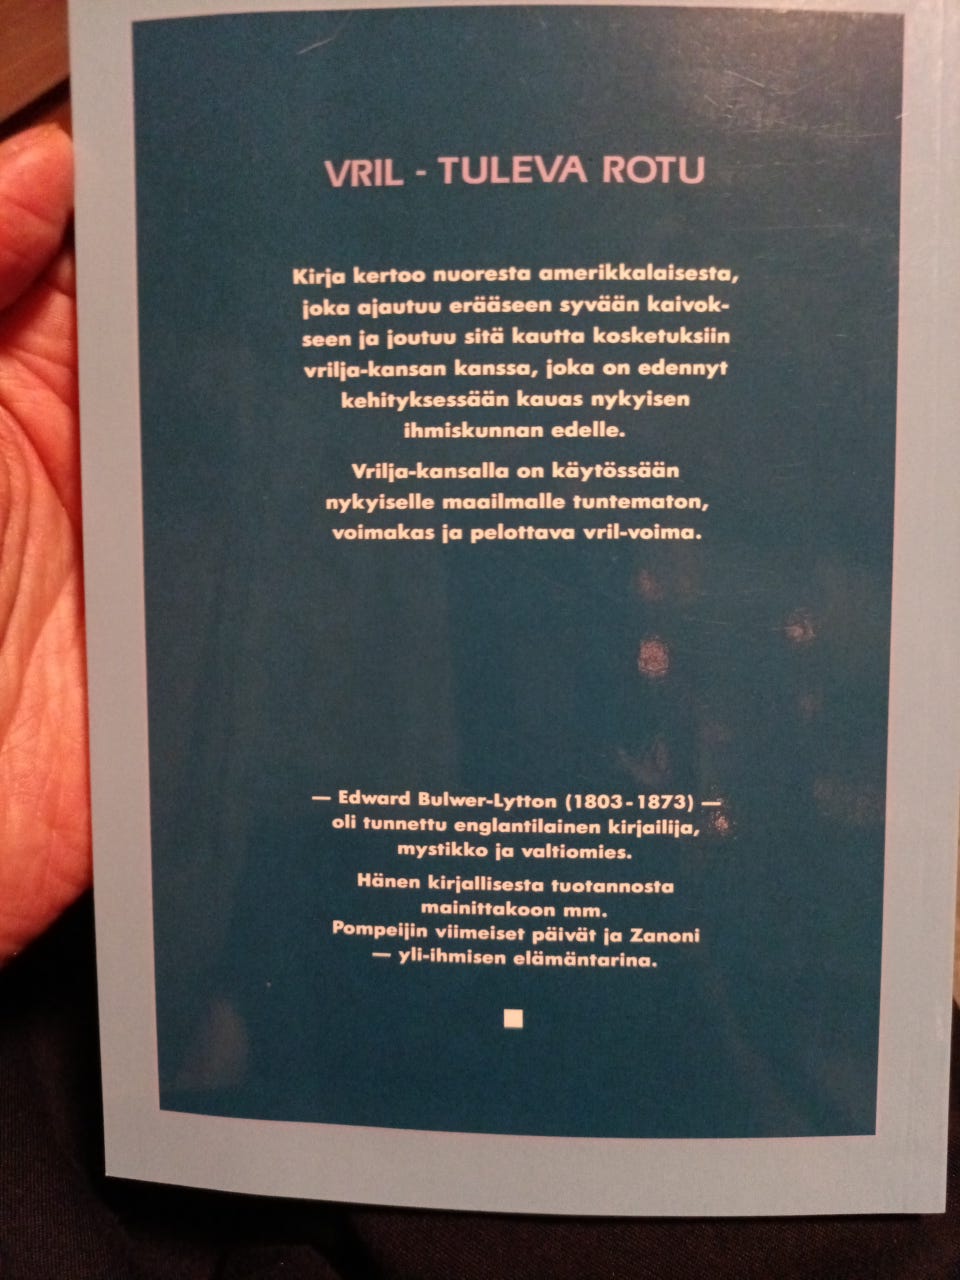 VRIL - TULEVA ROTU
Kirja kertoo nuoresta amerikkalaisesta,
joka ajautuu erääseen syvään kaivok-
seen ja joutuu sitä kautta kosketuksiin
vrilja-kansan kanssa, joka on edennyt
kehityksessään kauas nykyisen
ihmiskunnan edelle.
Vrilja-kansalla on käytössään
nykyiselle maailmalle tuntematon,
voimakas ja pelottava vril-voima.
— Edward Bulwer-Lytton (1803-1873) —
oli tunnettu englantilainen kirjailija,
mystikko ja valtiomies.
Hänen kirjallisesta tuotannosta
mainittakoon mm.
Pompeijin viimeiset päivät ja Zanoni
— yli-ihmisen elämäntarina.